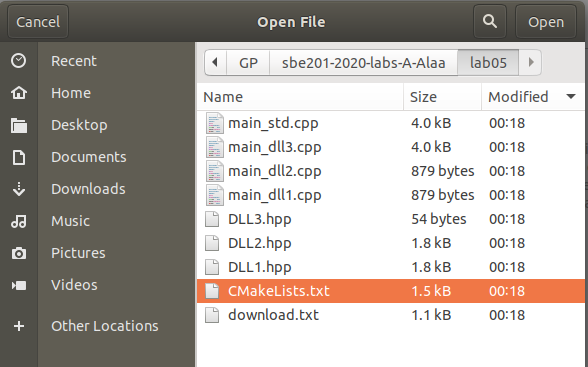 Cancel Open File Open
Recent
Home
Desktop
Documents
Downloads
Music
Pictures
Videos
Other Locations
GP sbe201-2020-labs-A-Alaa lab05
Name Size Modified
main_std.cpp 4.0 kB 00:18
main_dll3.cpp 4.0 kB 00:18
main_dll2.cpp 879 bytes 00:18
main_dll1.cpp 879 bytes 00:18
DLL3.hpp 54 bytes 00:18
DLL2.hpp 1.8 kB 00:18
DLL1.hpp 1.8 kB 00:18
CMakeLists.txt 1.5 kB 00:18
download.txt 1.1 kB 00:18